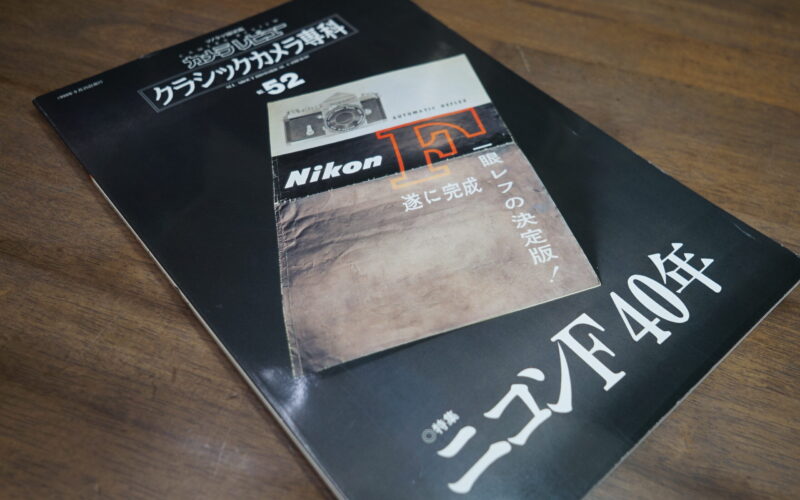 カメラレビュー
クラシックカメラ専科
No.52
AUTOMATIC REFLEX
Nikon F
一眼レフの決定版!
遂に完成
◎特集
ニコンF 40年